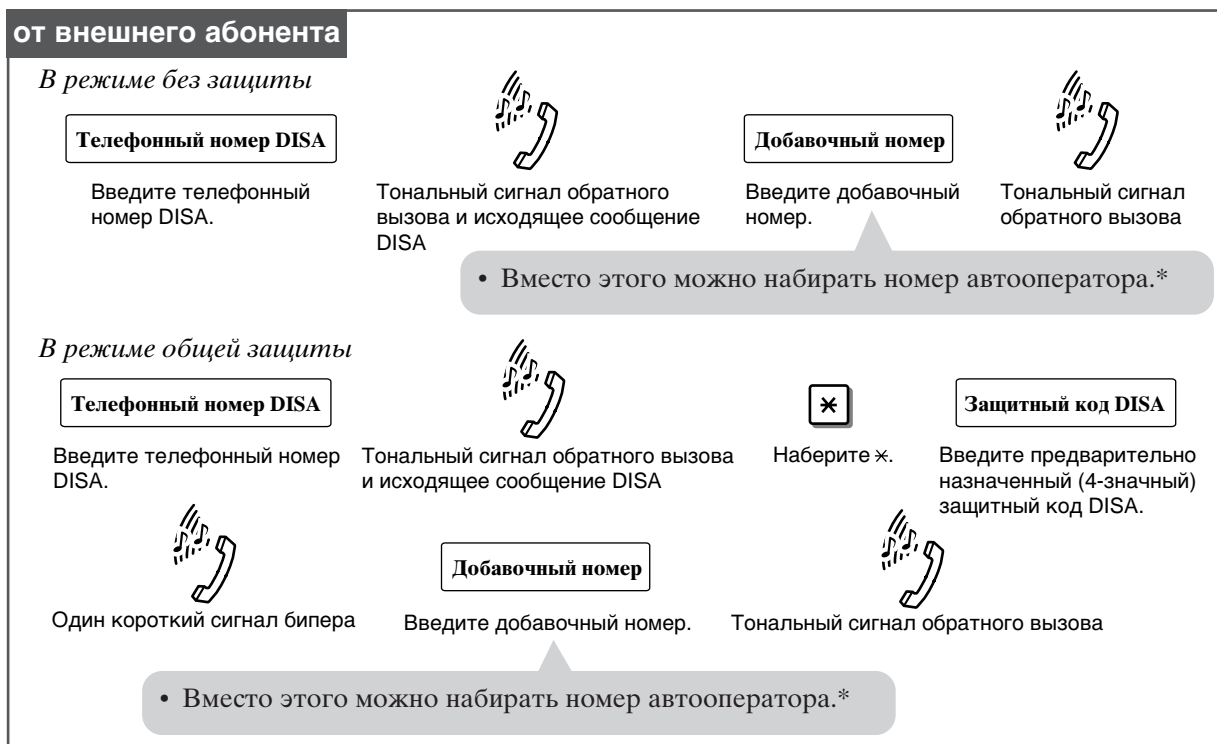 от внешнего абонента
В режиме без защиты
Телефонный номер DISA
Добавочный номер
Введите телефонный
номер DISA.
Тональный сигнал обратного
вызова и исходящее сообщение
DISA
Введите добавочный
номер.
Тональный сигнал
обратного вызова
• Вместо этого можно набирать номер автооператора.*
В режиме общей защиты
Телефонный номер DISA
*
Защитный код DISA
Введите телефонный номер
DISA.
Тональный сигнал обратного вызова
и исходящее сообщение DISA
Наберите *.
Введите предварительно
назначенный (4-значный)
защитный код DISA.
Добавочный номер
Один короткий сигнал бипера
Введите добавочный номер.
Тональный сигнал обратного вызова
• Вместо этого можно набирать номер автооператора.*